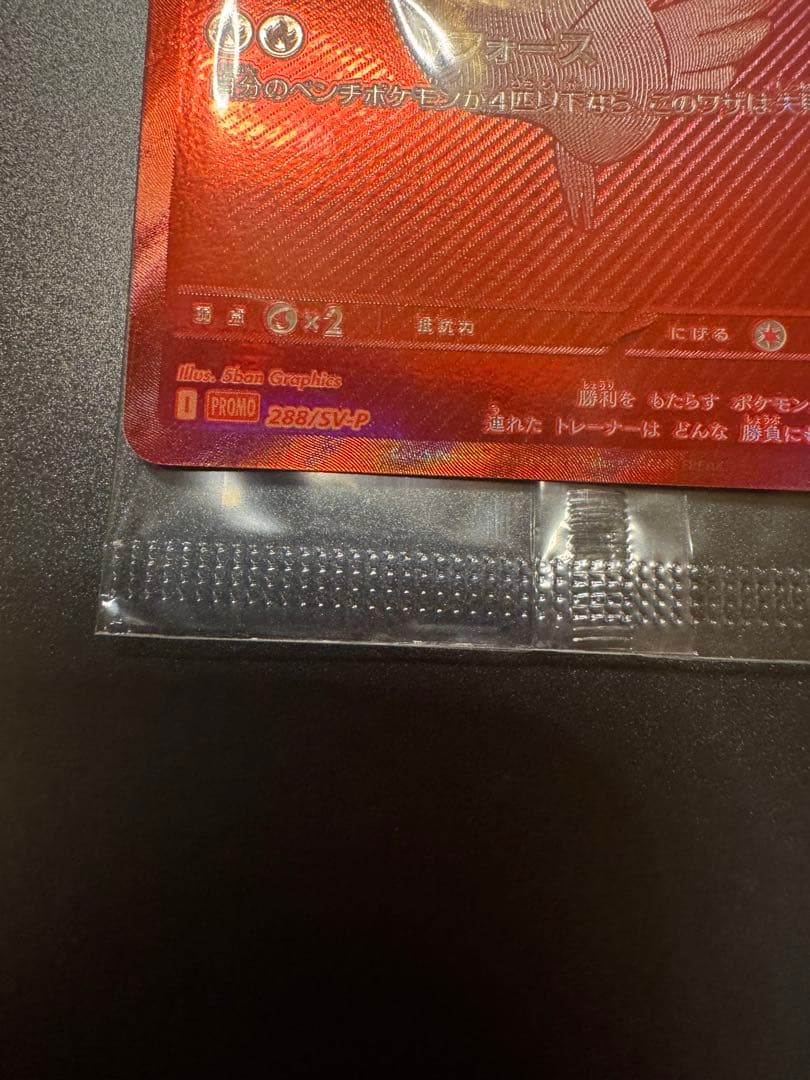 フォース
自分のベンチポケモンが4匹以下なら、このワザは失
弱点 ×2 抵抗力 にげる
Illus. 5ban Graphics
I PROMO 288/SV-P
勝利を もたらす ポケモン
連れた トレーナーは どんな 勝負にも